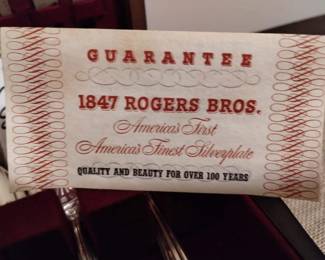 GUARANTEE
1847 ROGERS BROS.
America's First
America's Finest Silverplate
QUALITY AND BEAUTY FOR OVER 100 YEARS